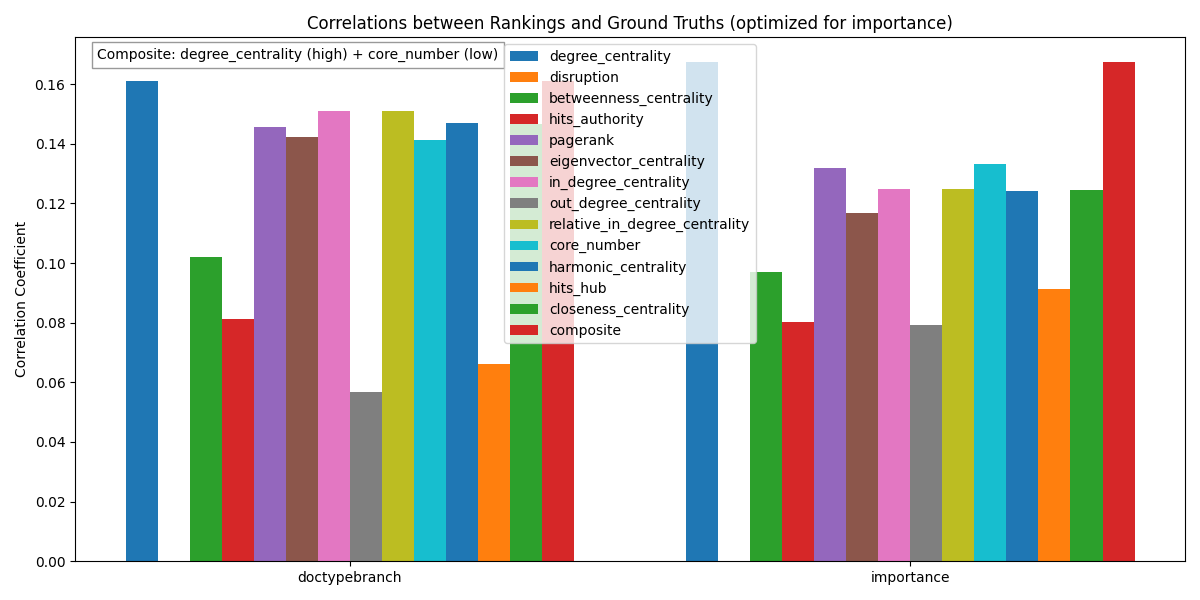 Correlations between Rankings and Ground Truths (optimized for importance)
Composite: degree_centrality (high) + core_number (low)
degree_centrality
disruption
betweenness_centrality
hits_authority
pagerank
eigenvector_centrality
in_degree_centrality
out_degree_centrality
relative_in_degree_centrality
core_number
harmonic_centrality
hits_hub
closeness_centrality
composite
Correlation Coefficient
0.16
0.14
0.12
0.10
0.08
0.06
0.04
0.02
0.00
doctypebranch
importance